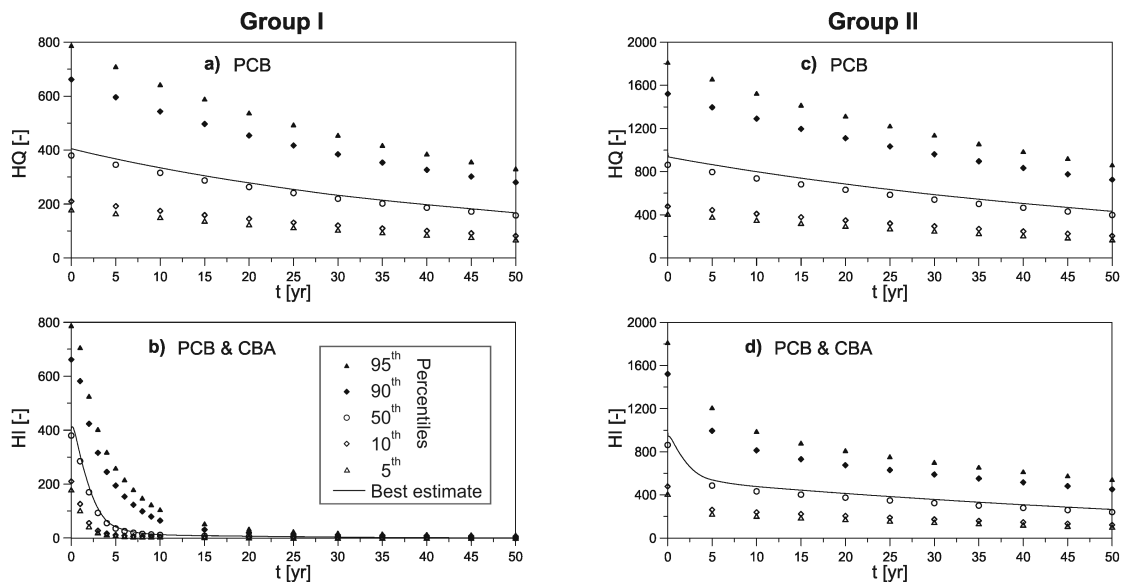 Group I
Group II
a) PCB
800
600
400
200
0
HQ [-]
0 5 10 15 20 25 30 35 40 45 50
t [yr]
c) PCB
2000
1600
1200
800
400
0
HQ [-]
0 5 10 15 20 25 30 35 40 45 50
t [yr]
b) PCB & CBA
800
600
400
200
0
HI [-]
95th
90th
50th
10th
5th
Percentiles
Best estimate
0 5 10 15 20 25 30 35 40 45 50
t [yr]
d) PCB & CBA
2000
1600
1200
800
400
0
HI [-]
0 5 10 15 20 25 30 35 40 45 50
t [yr]